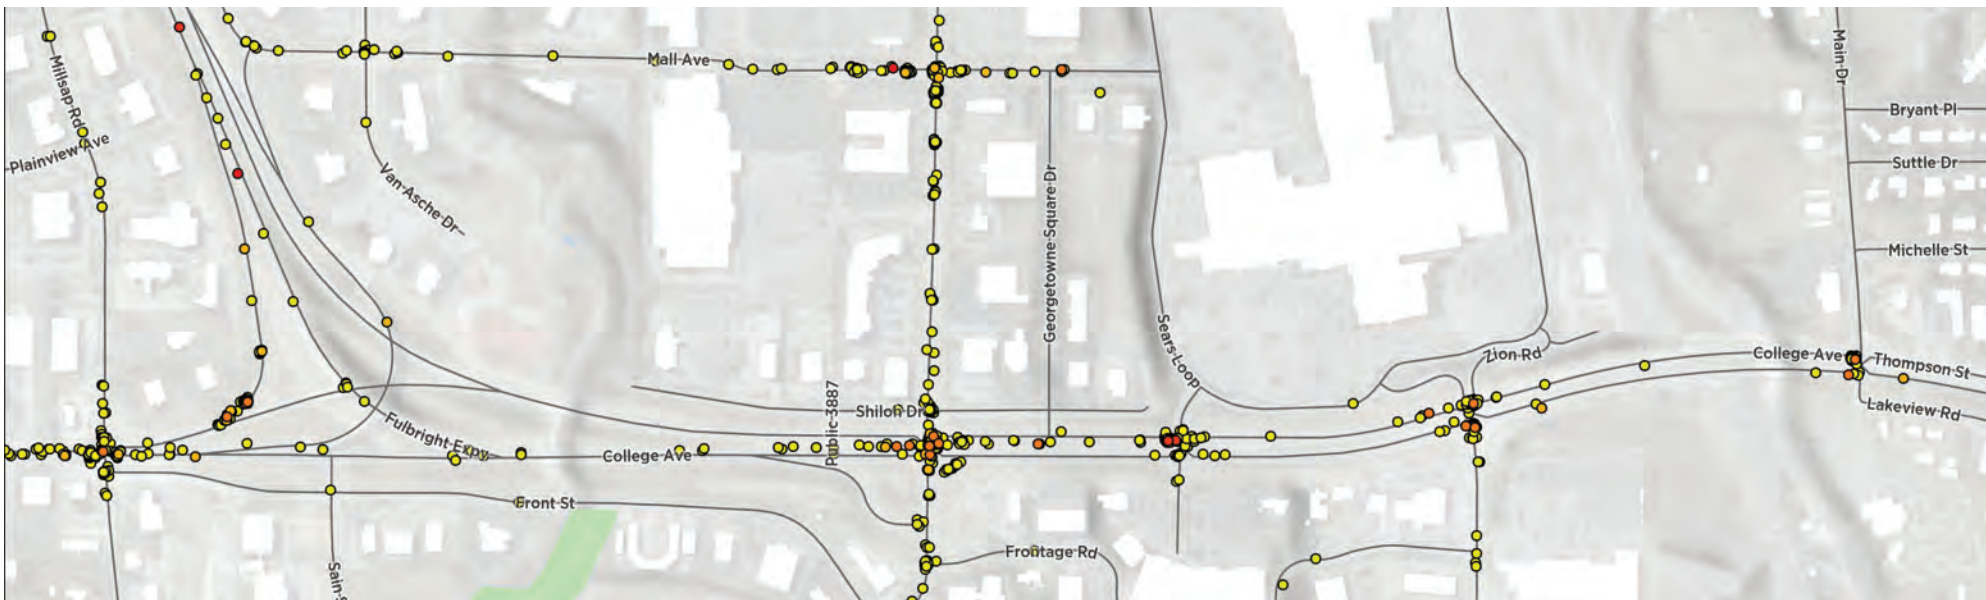 Millsap Rd
Plainview Ave
Mall Ave
Van Asche Dr
Georgetowne Square Dr
Sears Loop
Main Dr
Bryant Pl
Suttle Dr
Michelle St
Zion Rd
College Ave
Thompson St
Lakeview Rd
Public 3887
Shiloh Dr
Fulbright Expy
College Ave
Front St
Frontage Rd